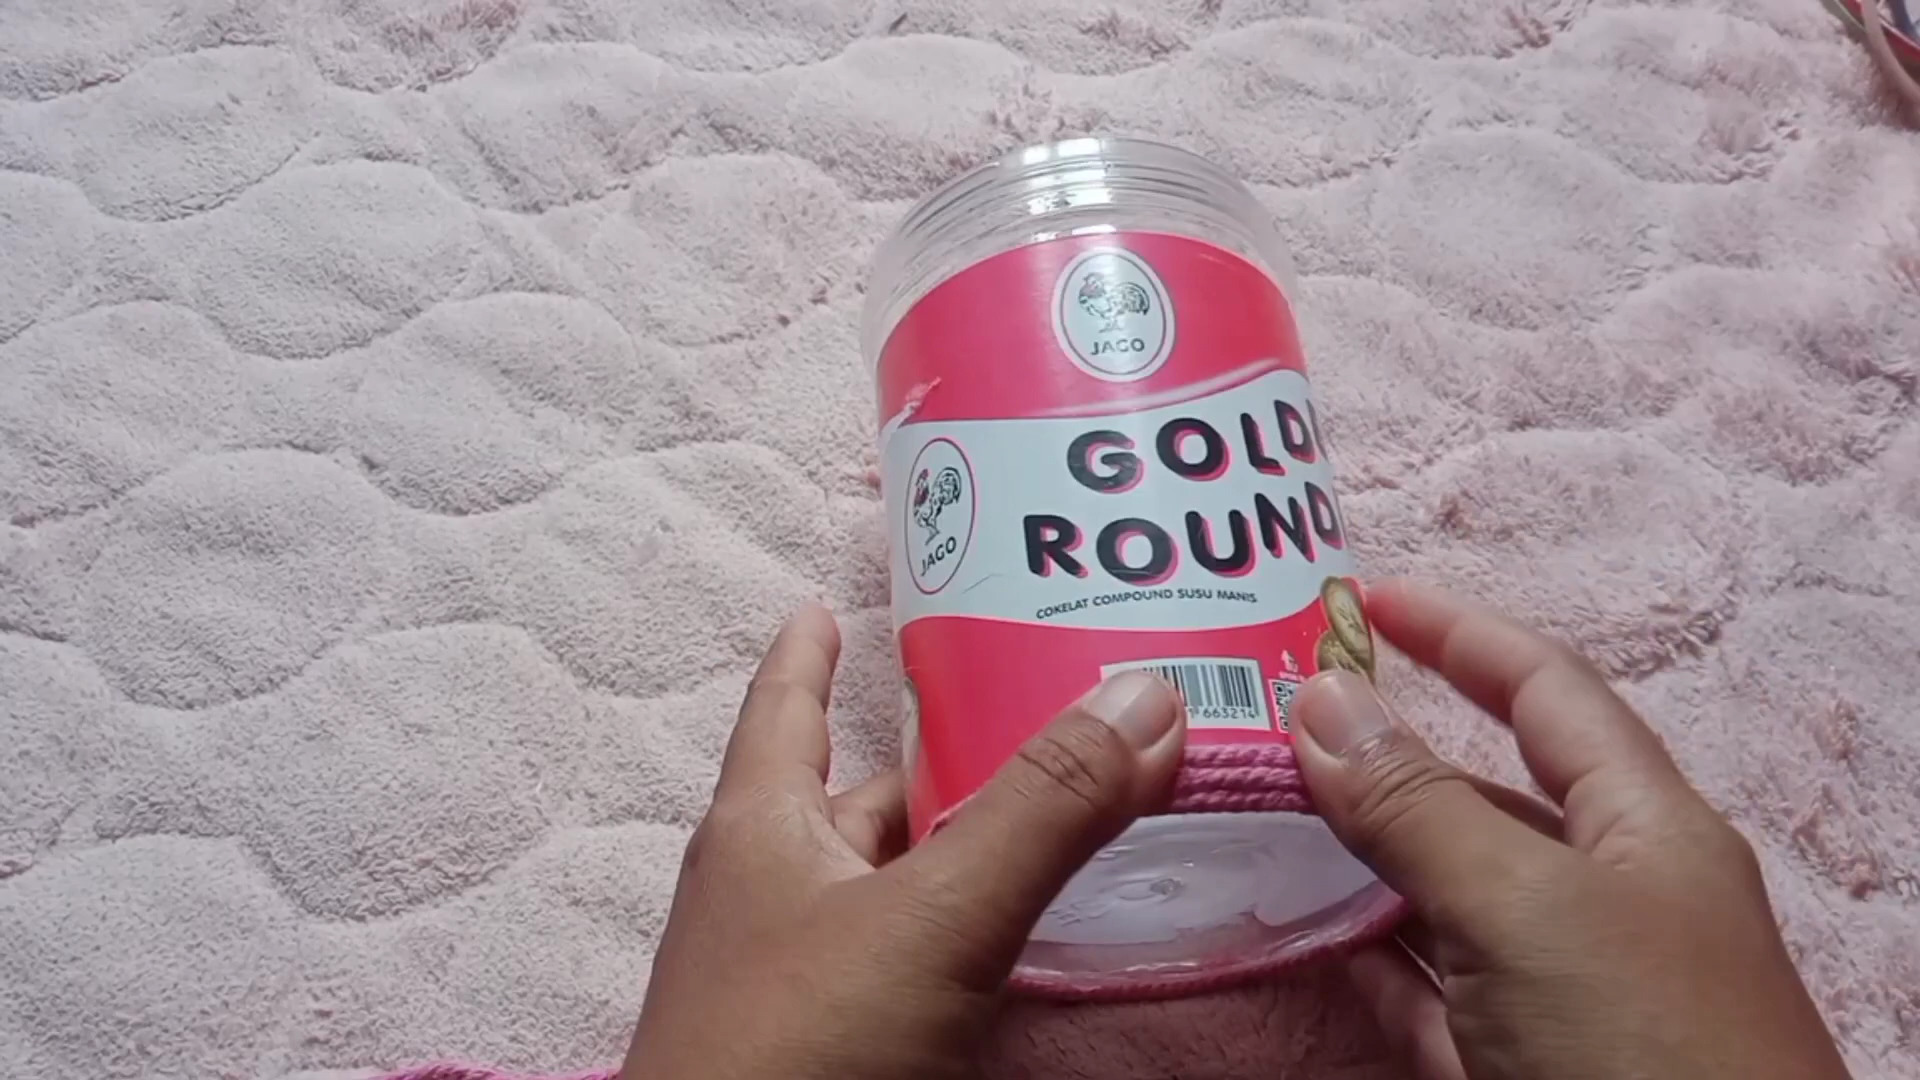 JAGO
JAGO
GOLD
ROUND
COKELAT COMPOUND SUSU MANIS
663214